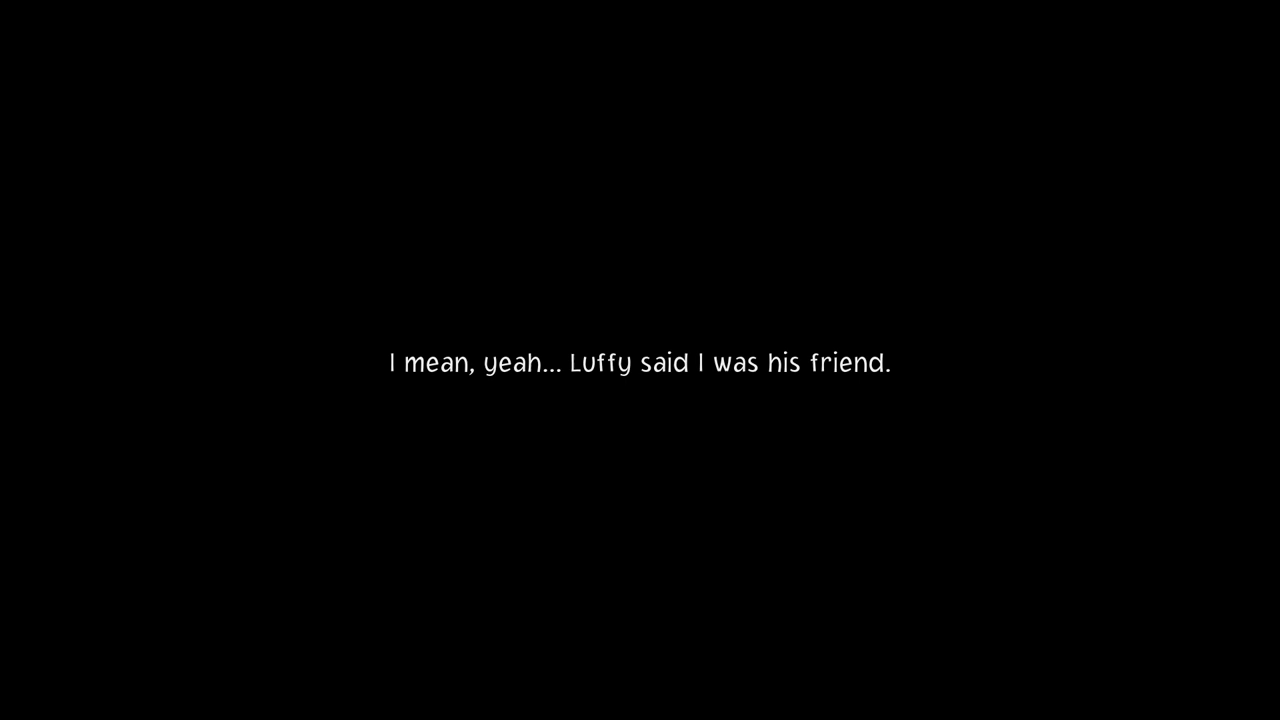 I mean, yeah... Luffy said I was his friend.